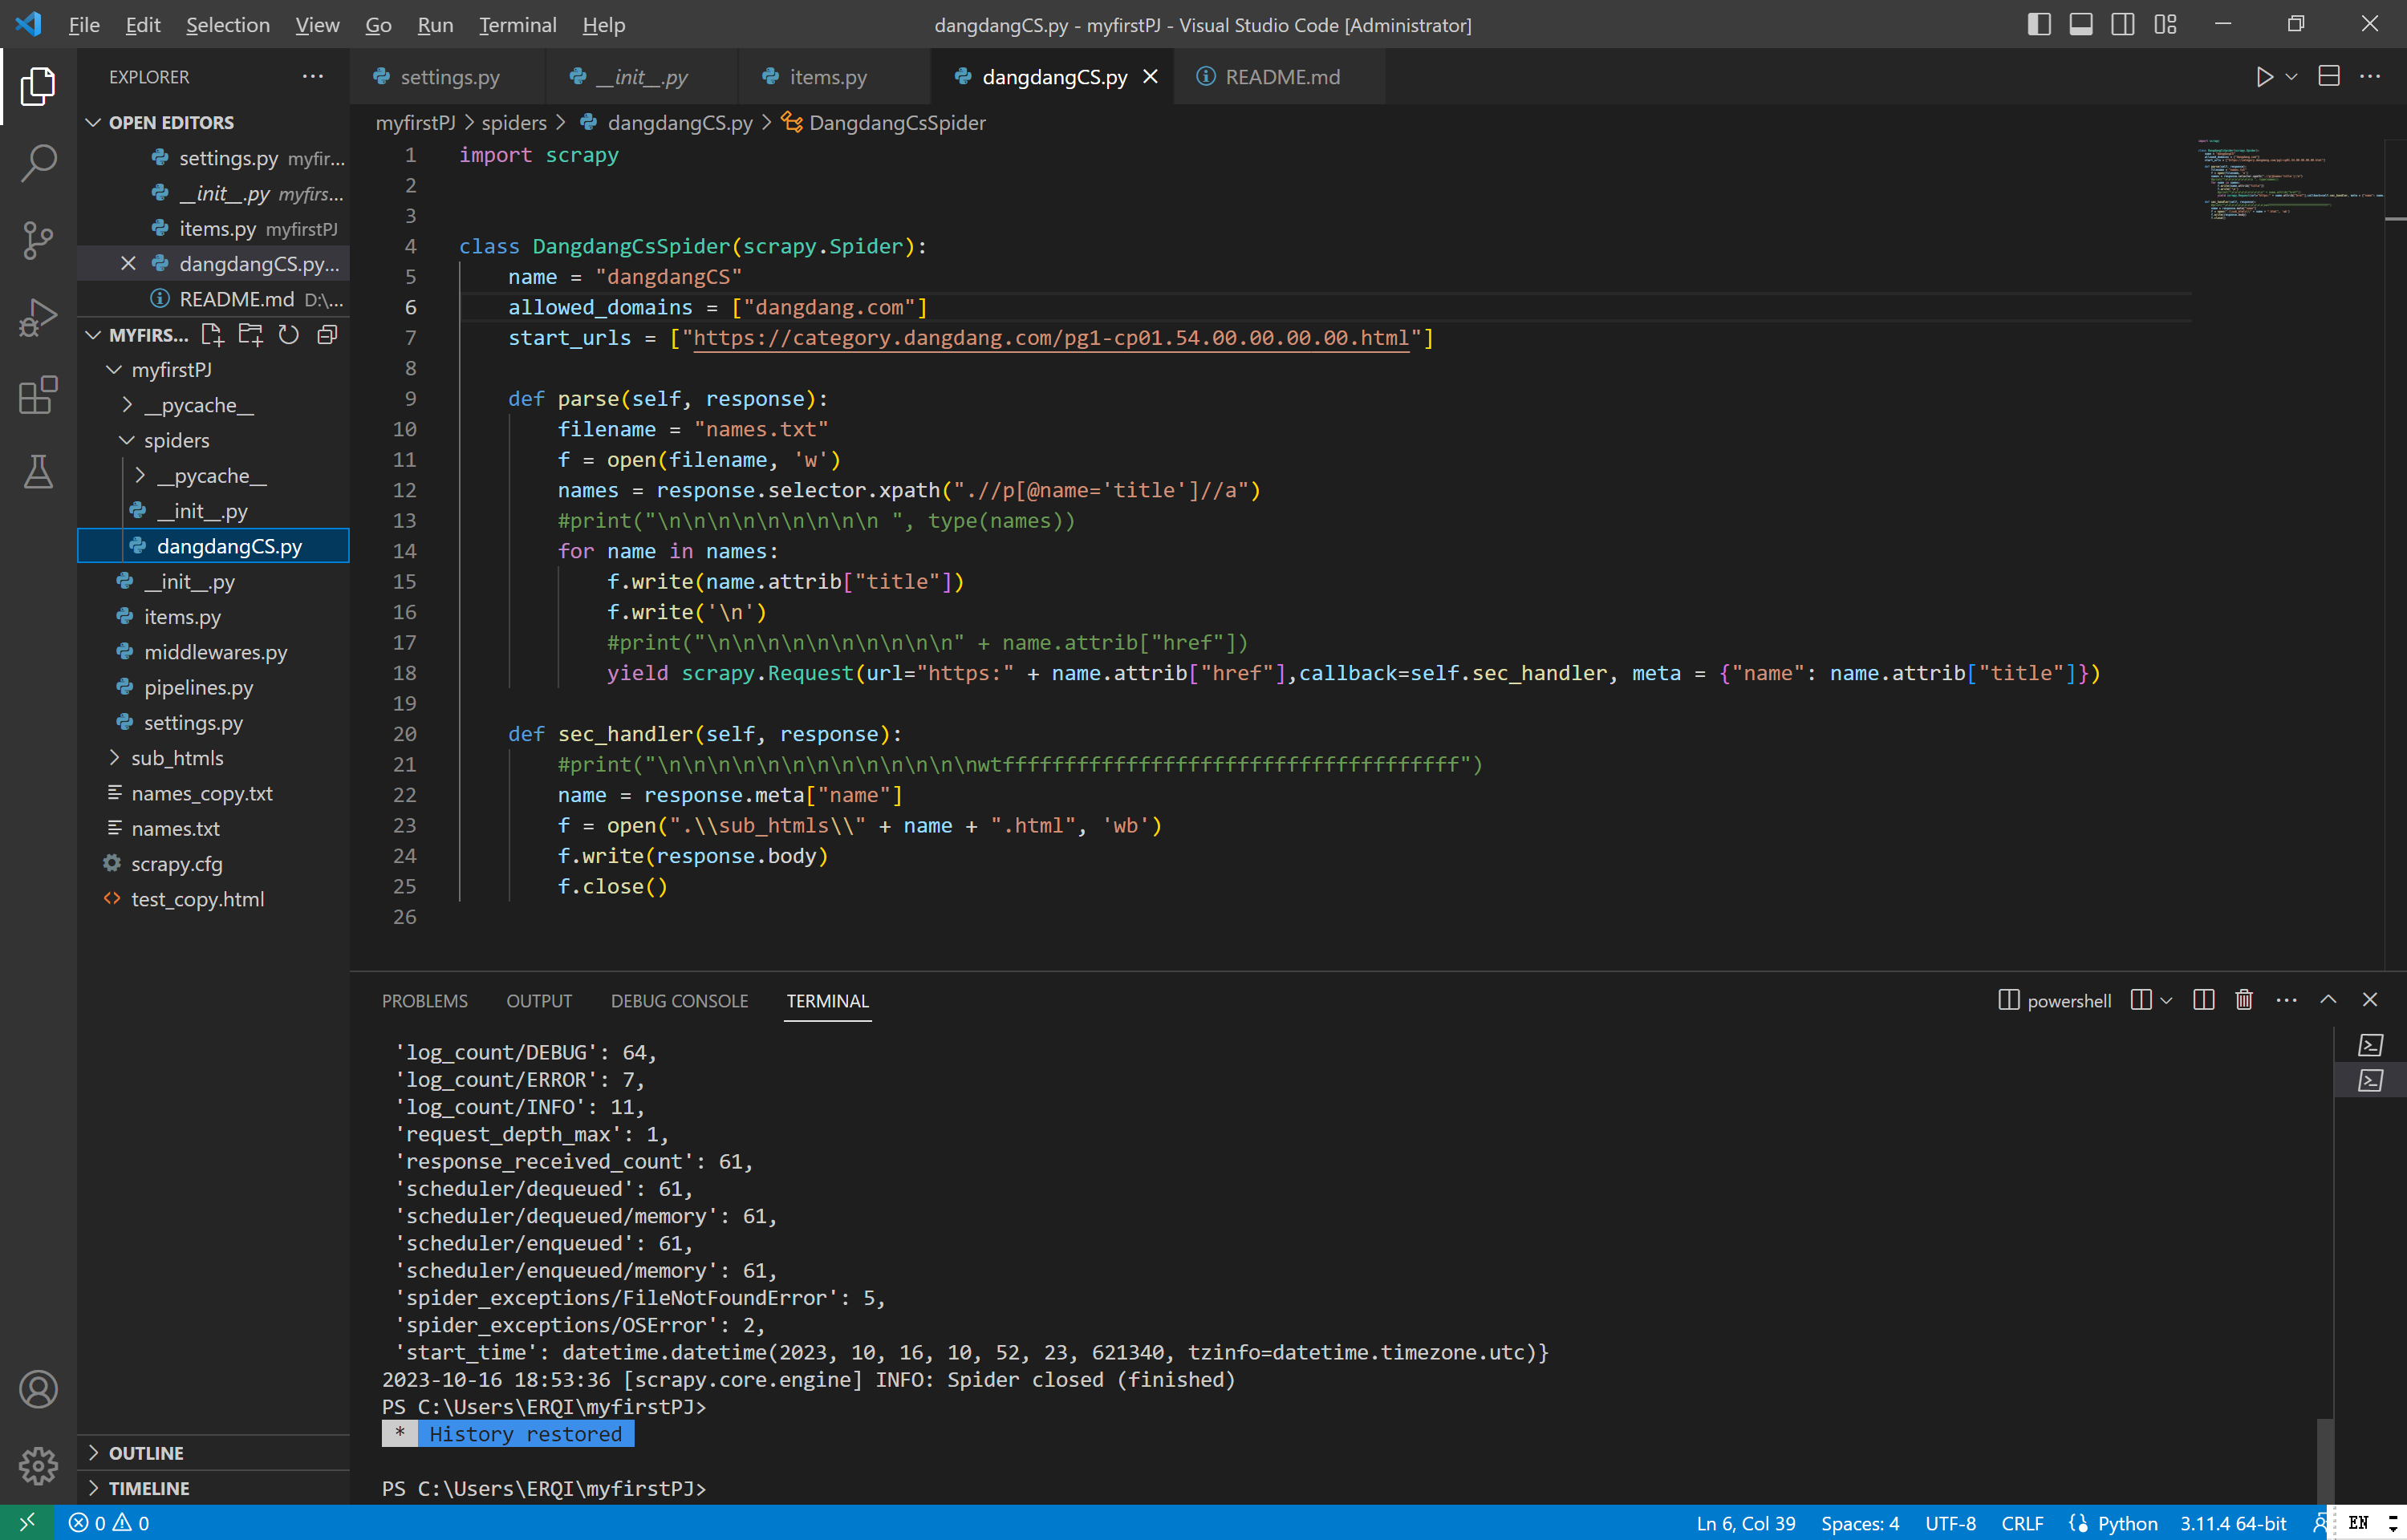 File Edit Selection View Go Run Terminal Help
dangdangCS.py - myfirstPJ - Visual Studio Code [Administrator]
EXPLORER
settings.py
__init__.py
items.py
dangdangCS.py
README.md
OPEN EDITORS
settings.py myfir...
__init__.py myfirs...
items.py myfirstPJ
dangdangCS.py...
README.md D:\...
MYFIRS...
myfirstPJ
__pycache__
spiders
__pycache__
__init__.py
dangdangCS.py
__init__.py
items.py
middlewares.py
pipelines.py
settings.py
sub_htmls
names_copy.txt
names.txt
scrapy.cfg
test_copy.html
OUTLINE
TIMELINE
myfirstPJ > spiders > dangdangCS.py > DangdangCsSpider
1 import scrapy
2
3
4 class DangdangCsSpider(scrapy.Spider):
5 name = "dangdangCS"
6 allowed_domains = ["dangdang.com"]
7 start_urls = ["https://category.dangdang.com/pg1-cp01.54.00.00.00.00.html"]
8
9 def parse(self, response):
10 filename = "names.txt"
11 f = open(filename, 'w')
12 names = response.selector.xpath(".//p[@name='title']//a")
13 #print("\n\n\n\n\n\n\n\n\n ", type(names))
14 for name in names:
15 f.write(name.attrib["title"])
16 f.write('\n')
17 #print("\n\n\n\n\n\n\n\n\n\n" + name.attrib["href"])
18 yield scrapy.Request(url="https:" + name.attrib["href"],callback=self.sec_handler, meta = {"name": name.attrib["title"]})
19
20 def sec_handler(self, response):
21 #print("\n\n\n\n\n\n\n\n\n\n\n\n\nwtfffffffffffffffffffffffffffffffffffff")
22 name = response.meta["name"]
23 f = open(".\\sub_htmls\\" + name + ".html", 'wb')
24 f.write(response.body)
25 f.close()
26
PROBLEMS OUTPUT DEBUG CONSOLE TERMINAL
powershell
'log_count/DEBUG': 64,
'log_count/ERROR': 7,
'log_count/INFO': 11,
'request_depth_max': 1,
'response_received_count': 61,
'scheduler/dequeued': 61,
'scheduler/dequeued/memory': 61,
'scheduler/enqueued': 61,
'scheduler/enqueued/memory': 61,
'spider_exceptions/FileNotFoundError': 5,
'spider_exceptions/OSError': 2,
'start_time': datetime.datetime(2023, 10, 16, 10, 52, 23, 621340, tzinfo=datetime.timezone.utc)}
2023-10-16 18:53:36 [scrapy.core.engine] INFO: Spider closed (finished)
PS C:\Users\ERQI\myfirstPJ>
* History restored
PS C:\Users\ERQI\myfirstPJ>
0 0
Ln 6, Col 39 Spaces: 4 UTF-8 CRLF Python 3.11.4 64-bit EN